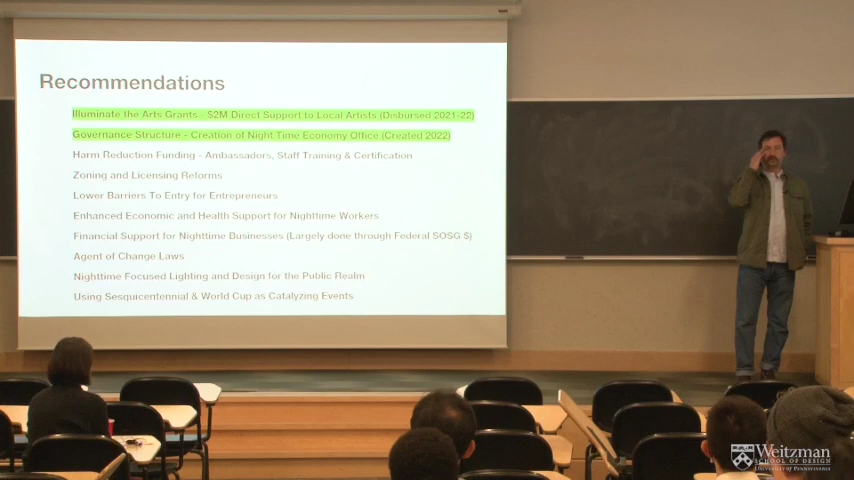 Recommendations
Illuminate the Arts Grants - $2M Direct Support to Local Artists (Disbursed 2021-22)
Governance Structure - Creation of Night Time Economy Office (Created 2022)
Harm Reduction Funding - Ambassadors, Staff Training & Certification
Zoning and Licensing Reforms
Lower Barriers To Entry for Entrepreneurs
Enhanced Economic and Health Support for Nighttime Workers
Financial Support for Nighttime Businesses (Largely done through Federal SOSG $)
Agent of Change Laws
Nighttime Focused Lighting and Design for the Public Realm
Using Sesquicentennial & World Cup as Catalyzing Events
Weitzman
SCHOOL OF DESIGN
UNIVERSITY OF PENNSYLVANIA